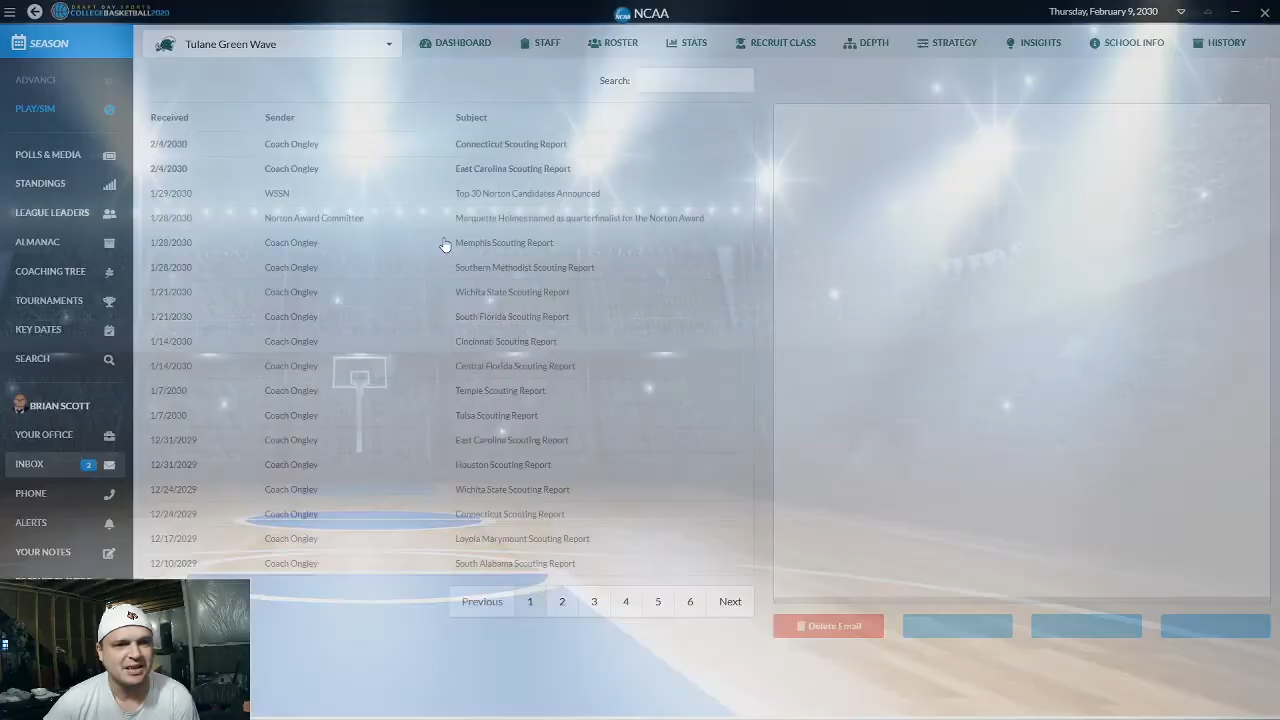 DRAFT DAY SPORTS
COLLEGE BASKETBALL 2020
NCAA
Thursday, February 9, 2030
SEASON
Tulane Green Wave
DASHBOARD
STAFF
ROSTER
STATS
RECRUIT CLASS
DEPTH
STRATEGY
INSIGHTS
SCHOOL INFO
HISTORY
ADVANCE
PLAY/SIM
POLLS & MEDIA
STANDINGS
LEAGUE LEADERS
ALMANAC
COACHING TREE
TOURNAMENTS
KEY DATES
SEARCH
BRIAN SCOTT
YOUR OFFICE
INBOX 2
PHONE
ALERTS
YOUR NOTES
Search:
Received Sender Subject
2/4/2030 Coach Ongley Connecticut Scouting Report
2/4/2030 Coach Ongley East Carolina Scouting Report
1/29/2030 WSSN Top 30 Norton Candidates Announced
1/28/2030 Norton Award Committee Marquette Holmes named as quarterfinalist for the Norton Award
1/28/2030 Coach Ongley Memphis Scouting Report
1/28/2030 Coach Ongley Southern Methodist Scouting Report
1/21/2030 Coach Ongley Wichita State Scouting Report
1/21/2030 Coach Ongley South Florida Scouting Report
1/14/2030 Coach Ongley Cincinnati Scouting Report
1/14/2030 Coach Ongley Central Florida Scouting Report
1/7/2030 Coach Ongley Temple Scouting Report
1/7/2030 Coach Ongley Tulsa Scouting Report
12/31/2029 Coach Ongley East Carolina Scouting Report
12/31/2029 Coach Ongley Houston Scouting Report
12/24/2029 Coach Ongley Wichita State Scouting Report
12/24/2029 Coach Ongley Connecticut Scouting Report
12/17/2029 Coach Ongley Loyola Marymount Scouting Report
12/10/2029 Coach Ongley South Alabama Scouting Report
Previous 1 2 3 4 5 6 Next
Delete Email